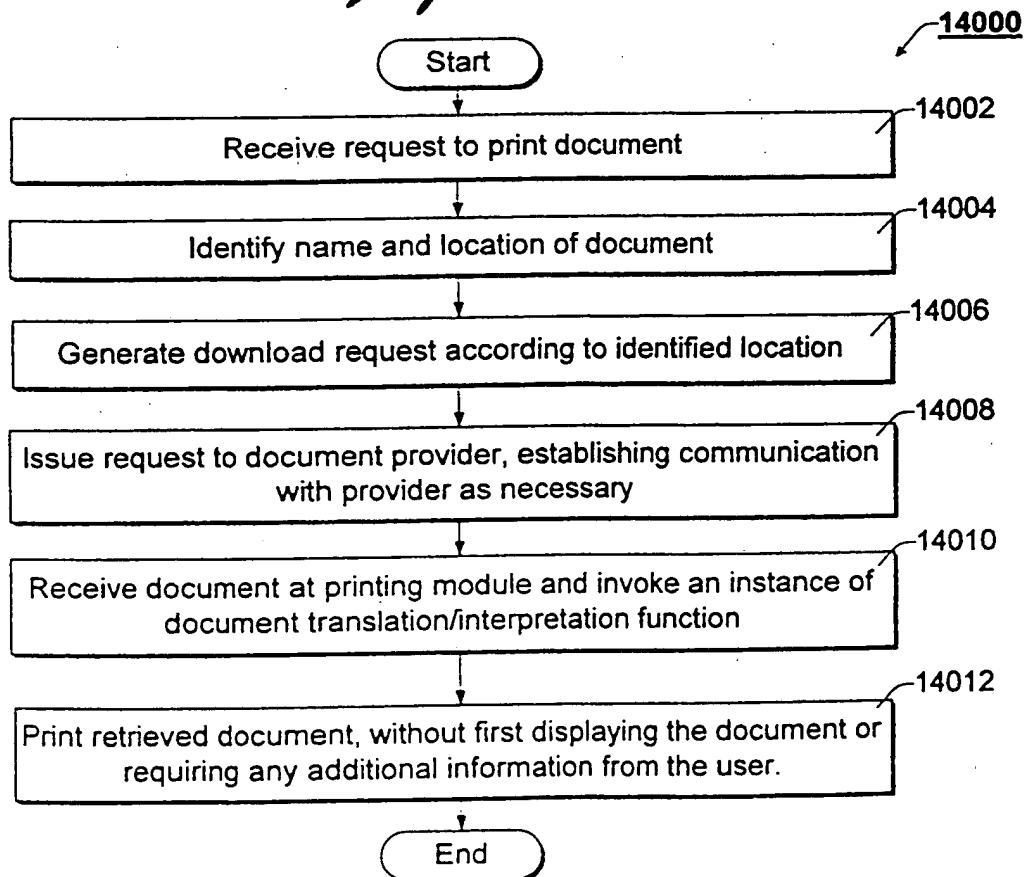 14000
Start
14002
Receive request to print document
14004
Identify name and location of document
14006
Generate download request according to identified location
14008
Issue request to document provider, establishing communication
with provider as necessary
14010
Receive document at printing module and invoke an instance of
document translation/interpretation function
14012
Print retrieved document, without first displaying the document or
requiring any additional information from the user.
End